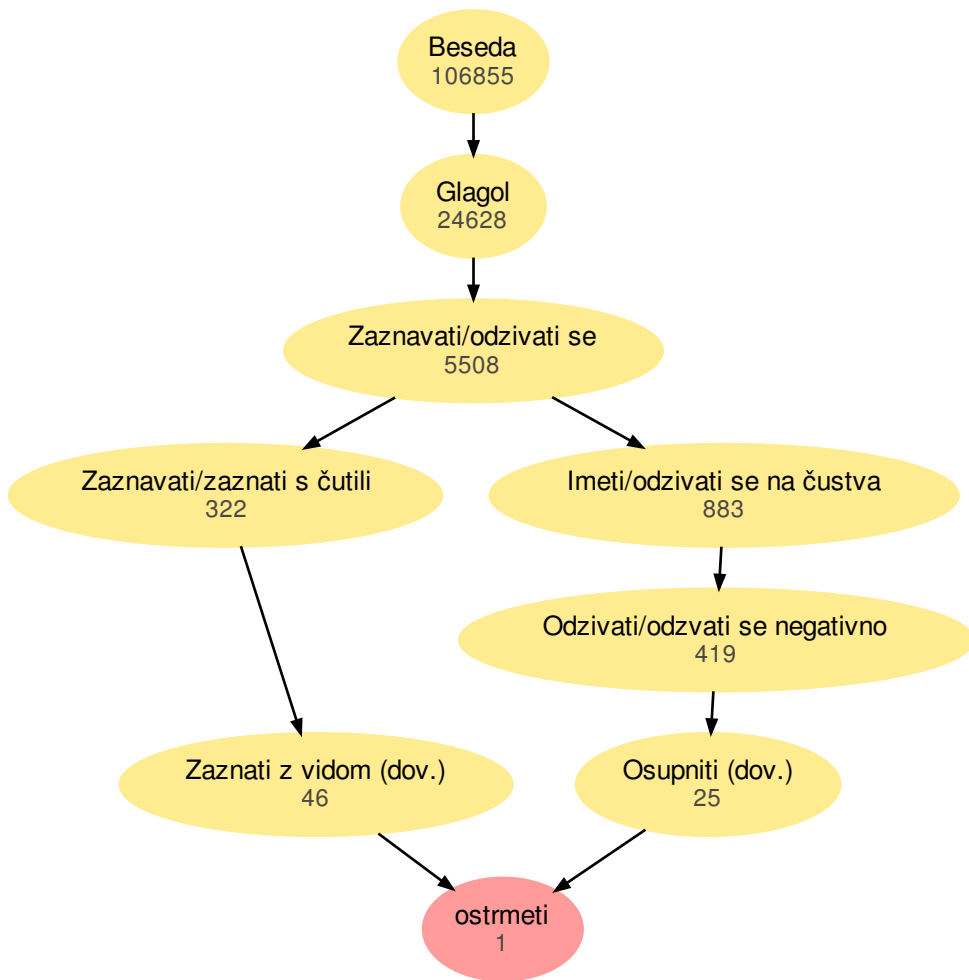 Beseda
106855
Glagol
24628
Zaznavati/odzivati se
5508
Zaznavati/zaznati s čutili
322
Imeti/odzivati se na čustva
883
Odzivati/odzvati se negativno
419
Zaznati z vidom (dov.)
46
Osupniti (dov.)
25
ostrmeti
1